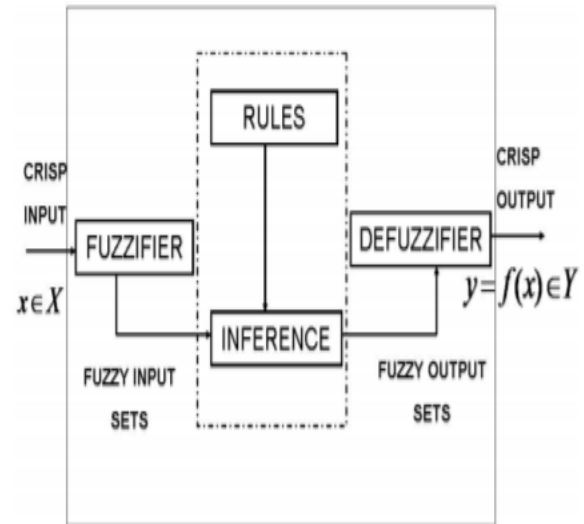 RULES
CRISP
INPUT
CRISP
OUTPUT
FUZZIFIER
DEFUZZIFIER
x∈X
y=f(x)∈Y
INFERENCE
FUZZY INPUT
SETS
FUZZY OUTPUT
SETS